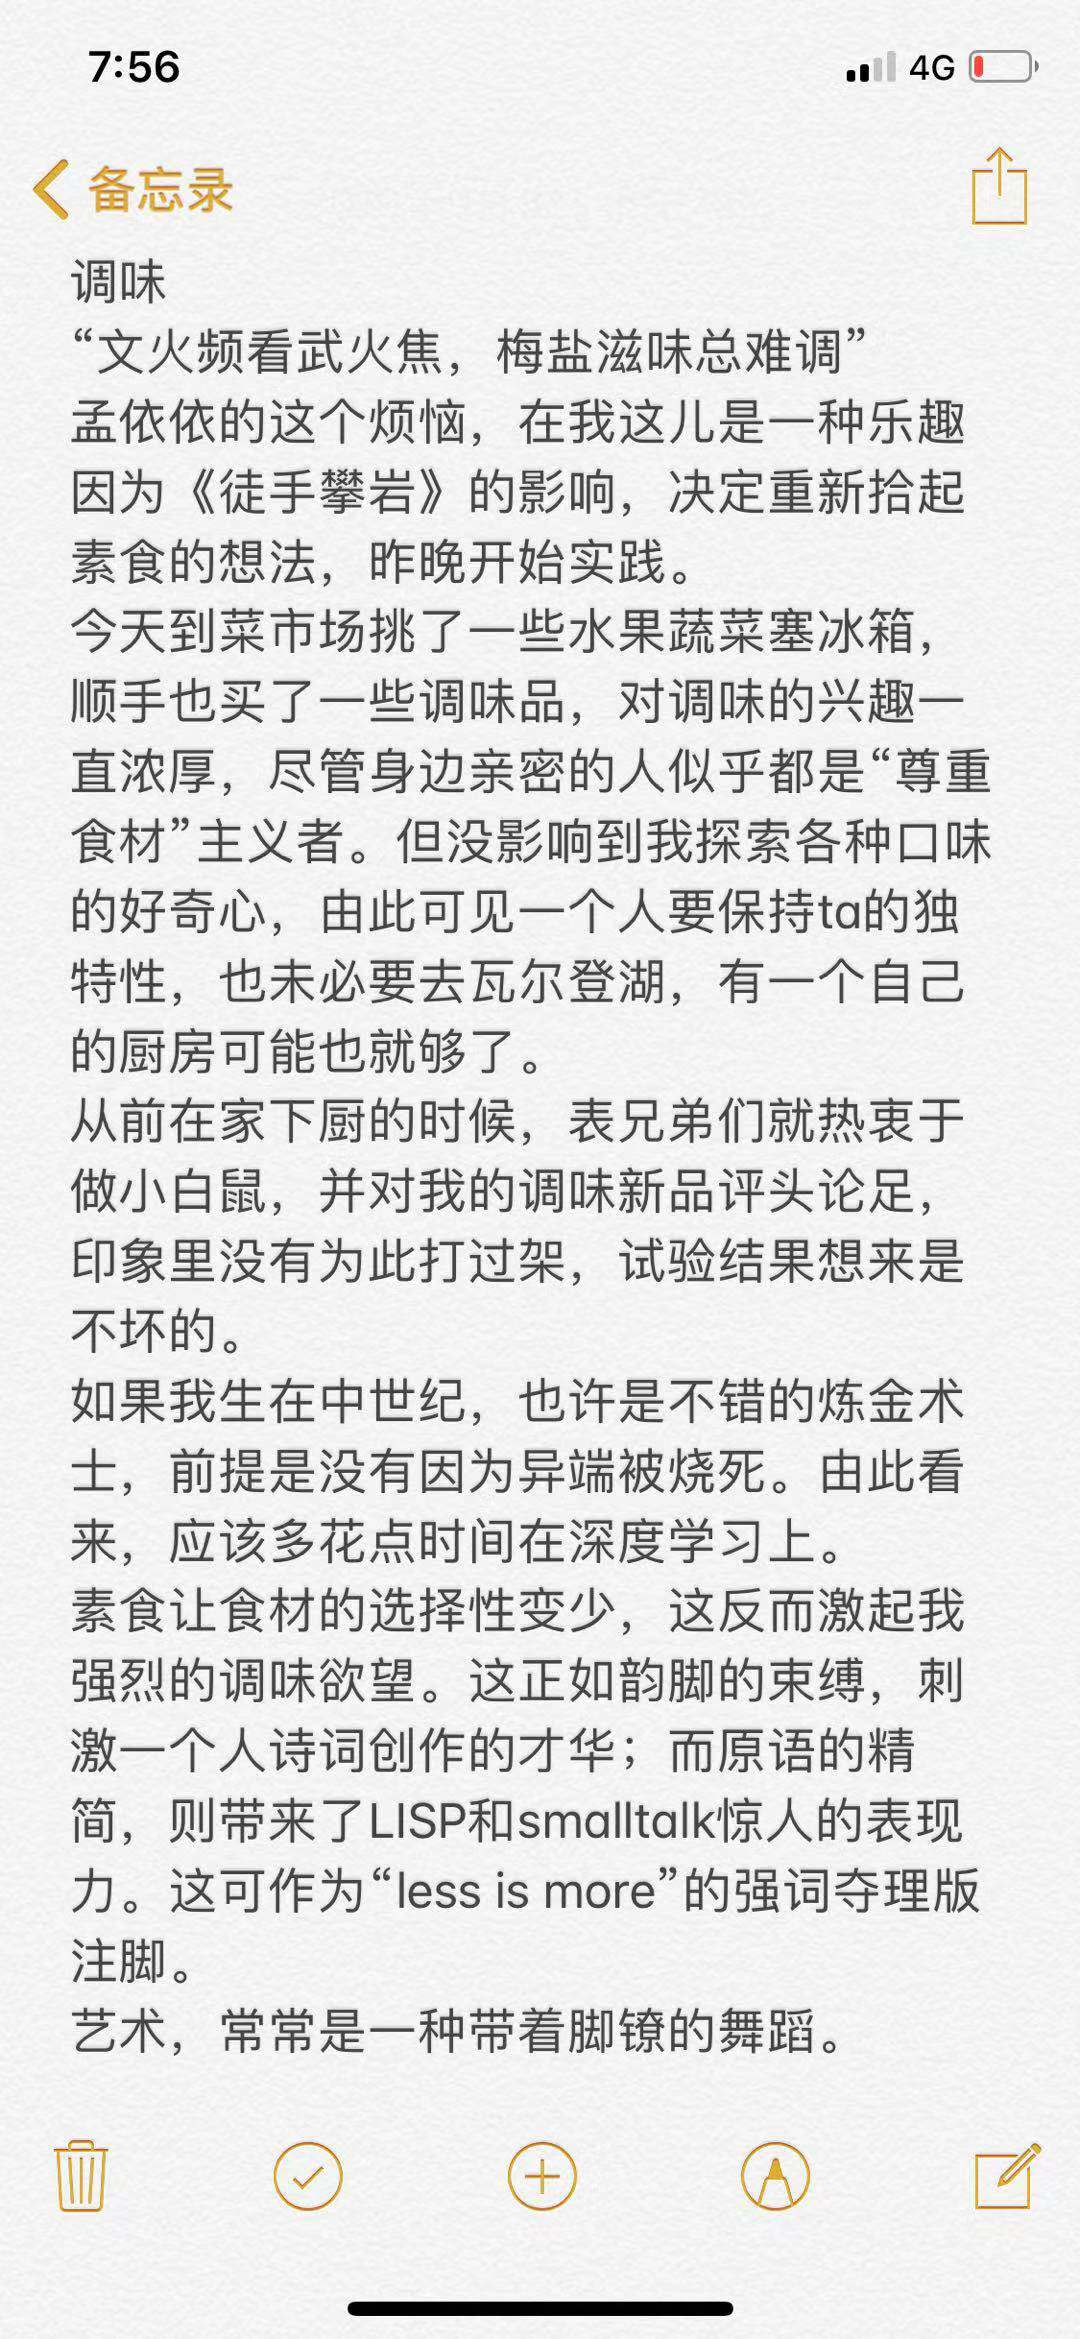 7:56
4G
备忘录
调味
“文火频看武火焦，梅盐滋味总难调”
孟依依的这个烦恼，在我这儿是一种乐趣
因为《徒手攀岩》的影响，决定重新拾起
素食的想法，昨晚开始实践。
今天到菜市场挑了一些水果蔬菜塞冰箱，
顺手也买了一些调味品，对调味的兴趣一
直浓厚，尽管身边亲密的人似乎都是“尊重
食材”主义者。但没影响到我探索各种口味
的好奇心，由此可见一个人要保持ta的独
特性，也未必要去瓦尔登湖，有一个自己
的厨房可能也就够了。
从前在家下厨的时候，表兄弟们就热衷于
做小白鼠，并对我的调味新品评头论足，
印象里没有为此打过架，试验结果想来是
不坏的。
如果我生在中世纪，也许是不错的炼金术
士，前提是没有因为异端被烧死。由此看
来，应该多花点时间在深度学习上。
素食让食材的选择性变少，这反而激起我
强烈的调味欲望。这正如韵脚的束缚，刺
激一个人诗词创作的才华；而原语的精
简，则带来了LISP和smalltalk惊人的表现
力。这可作为“less is more”的强词夺理版
注脚。
艺术，常常是一种带着脚镣的舞蹈。